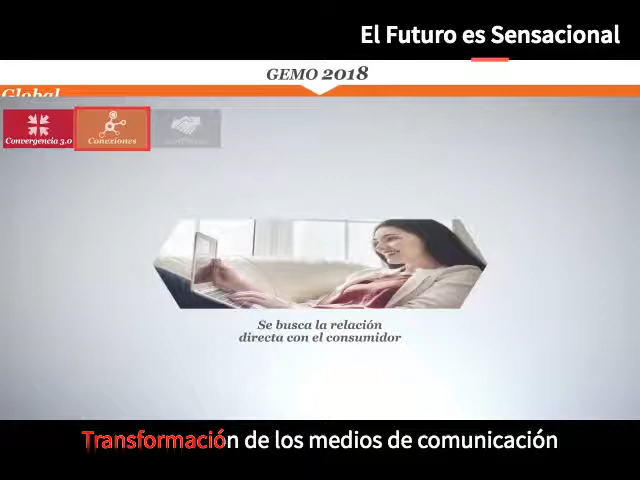 El Futuro es Sensacional
GEMO 2018
Global
Convergencia 3.0
Conexiones
Se busca la relación
directa con el consumidor
Transformación de los medios de comunicación